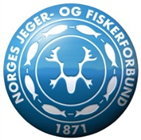 NORGES JEGER- OG FISKERFORBUND
1871